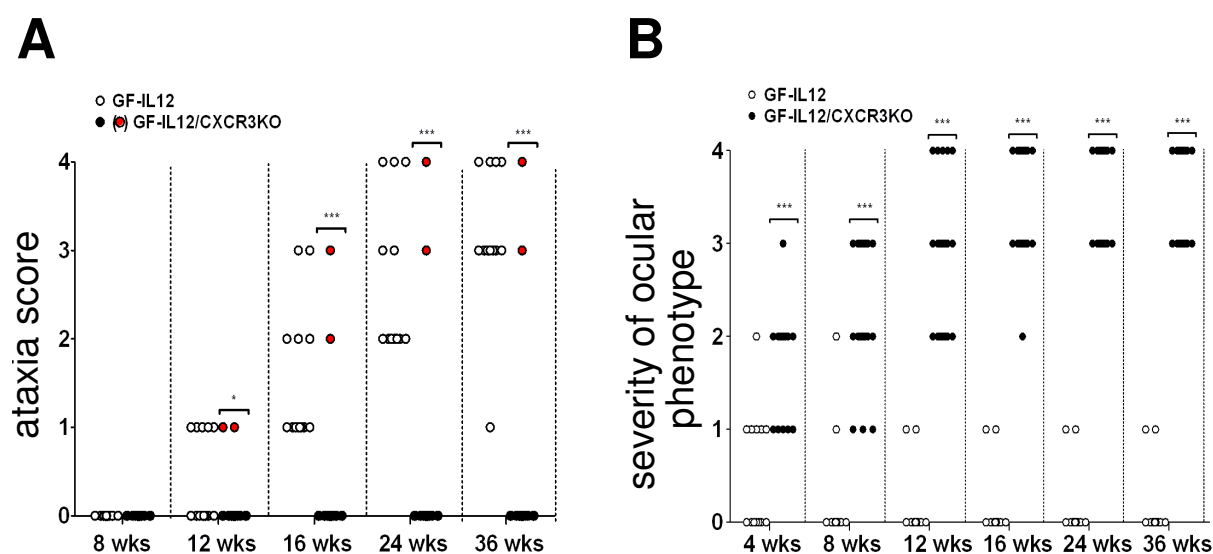 A
GF-IL12
GF-IL12/CXCR3KO
ataxia score
4
3
2
1
0
*
***
***
***
8 wks
12 wks
16 wks
24 wks
36 wks
B
GF-IL12
GF-IL12/CXCR3KO
severity of ocular
phenotype
4
3
2
1
0
***
***
***
***
***
***
4 wks
8 wks
12 wks
16 wks
24 wks
36 wks